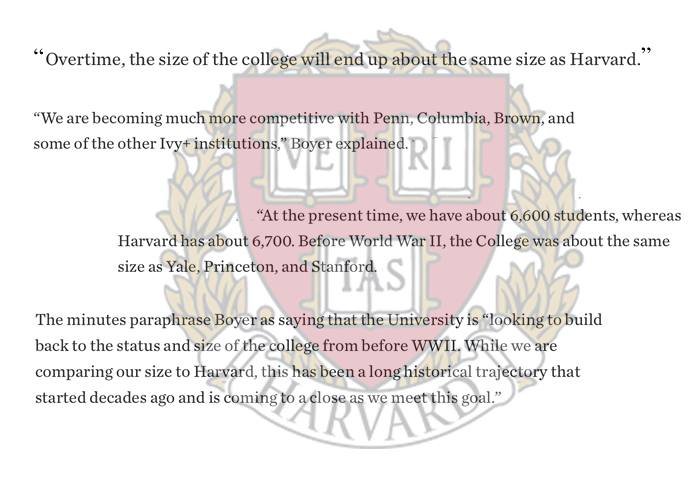 “Overtime, the size of the college will end up about the same size as Harvard.”
“We are becoming much more competitive with Penn, Columbia, Brown, and
some of the other Ivy+ institutions,” Boyer explained.
VE RI
“At the present time, we have about 6,600 students, whereas
Harvard has about 6,700. Before World War II, the College was about the same
size as Yale, Princeton, and Stanford.
TAS
The minutes paraphrase Boyer as saying that the University is “looking to build
back to the status and size of the college from before WWII. While we are
comparing our size to Harvard, this has been a long historical trajectory that
started decades ago and is coming to a close as we meet this goal.”
HARVARD